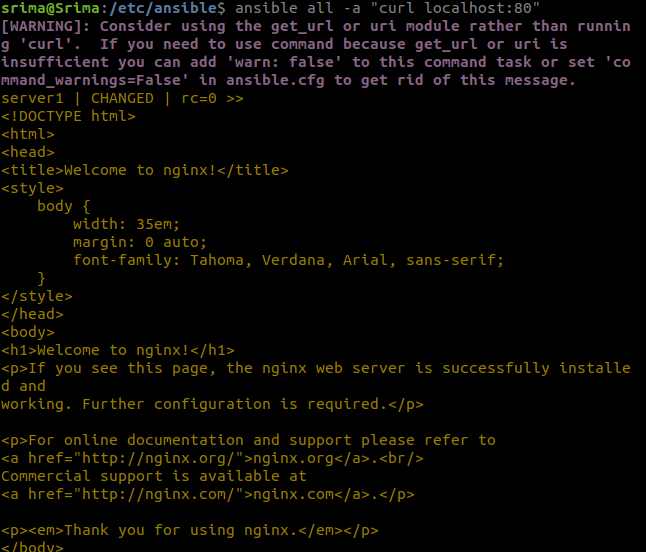 srima@Srima:/etc/ansible$ ansible all -a "curl localhost:80"
[WARNING]: Consider using the get_url or uri module rather than runnin
g 'curl'.  If you need to use command because get_url or uri is
insufficient you can add 'warn: false' to this command task or set 'co
mmand_warnings=False' in ansible.cfg to get rid of this message.
server1 | CHANGED | rc=0 >>
<!DOCTYPE html>
<html>
<head>
<title>Welcome to nginx!</title>
<style>
    body {
        width: 35em;
        margin: 0 auto;
        font-family: Tahoma, Verdana, Arial, sans-serif;
    }
</style>
</head>
<body>
<h1>Welcome to nginx!</h1>
<p>If you see this page, the nginx web server is successfully installe
d and
working. Further configuration is required.</p>

<p>For online documentation and support please refer to
<a href="http://nginx.org/">nginx.org</a>.<br/>
Commercial support is available at
<a href="http://nginx.com/">nginx.com</a>.</p>

<p><em>Thank you for using nginx.</em></p>
</body>